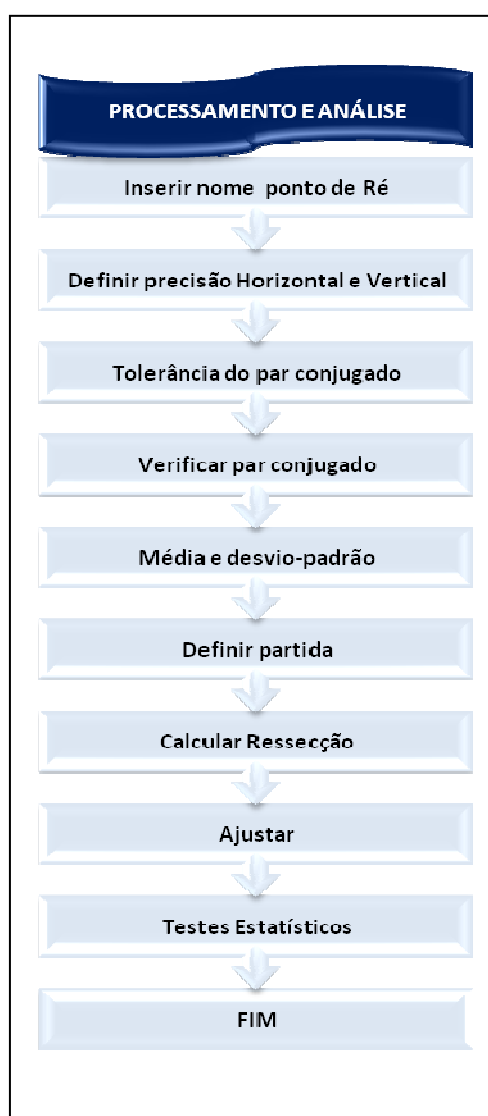 PROCESSAMENTO E ANÁLISE
Inserir nome ponto de Ré
Definir precisão Horizontal e Vertical
Tolerância do par conjugado
Verificar par conjugado
Média e desvio-padrão
Definir partida
Calcular Ressecção
Ajustar
Testes Estatísticos
FIM